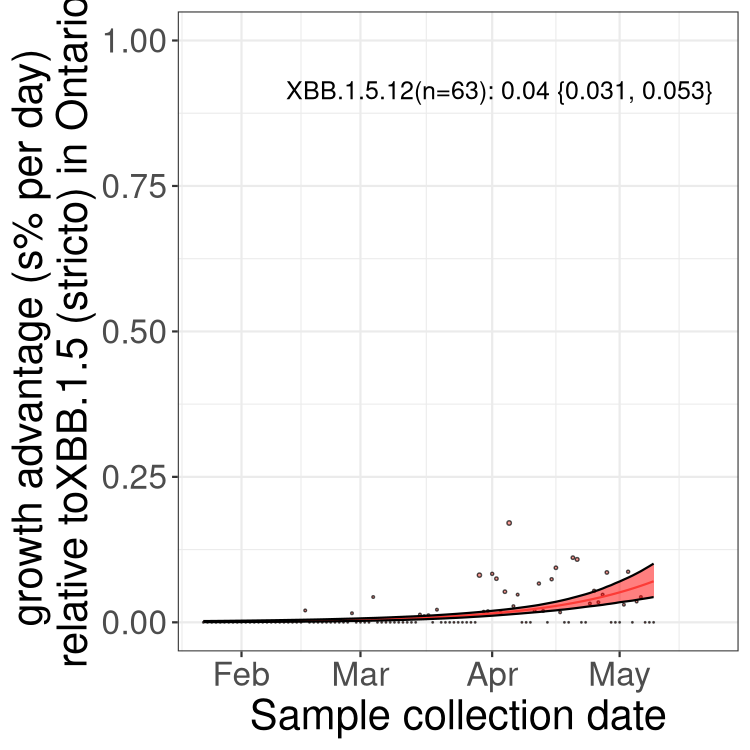 growth advantage (s% per day)
relative toXBB.1.5 (stricto) in Ontario
1.00
0.75
0.50
0.25
0.00
XBB.1.5.12(n=63): 0.04 {0.031, 0.053}
Feb Mar Apr May
Sample collection date